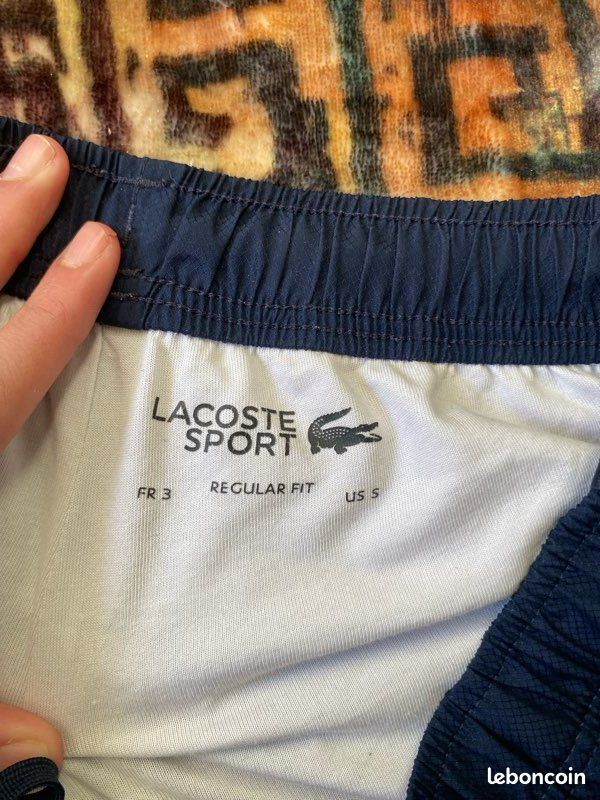 LACOSTE
SPORT
FR 3 REGULAR FIT US S
leboncoin